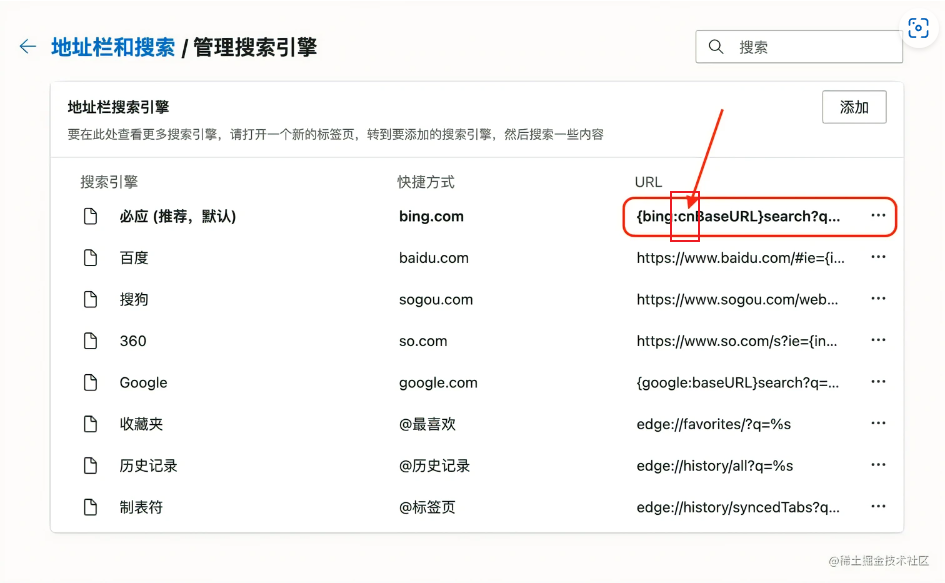 地址栏和搜索 / 管理搜索引擎
搜索
地址栏搜索引擎
添加
要在此处查看更多搜索引擎，请打开一个新的标签页，转到要添加的搜索引擎，然后搜索一些内容
搜索引擎 快捷方式 URL
必应 (推荐，默认) bing.com {bing:cnBaseURL}search?q... ...
百度 baidu.com https://www.baidu.com/#ie={i... ...
搜狗 sogou.com https://www.sogou.com/web... ...
360 so.com https://www.so.com/s?ie={in... ...
Google google.com {google:baseURL}search?q=... ...
收藏夹 @最喜欢 edge://favorites/?q=%s ...
历史记录 @历史记录 edge://history/all?q=%s ...
制表符 @标签页 edge://history/syncedTabs?q... ...
@稀土掘金技术社区